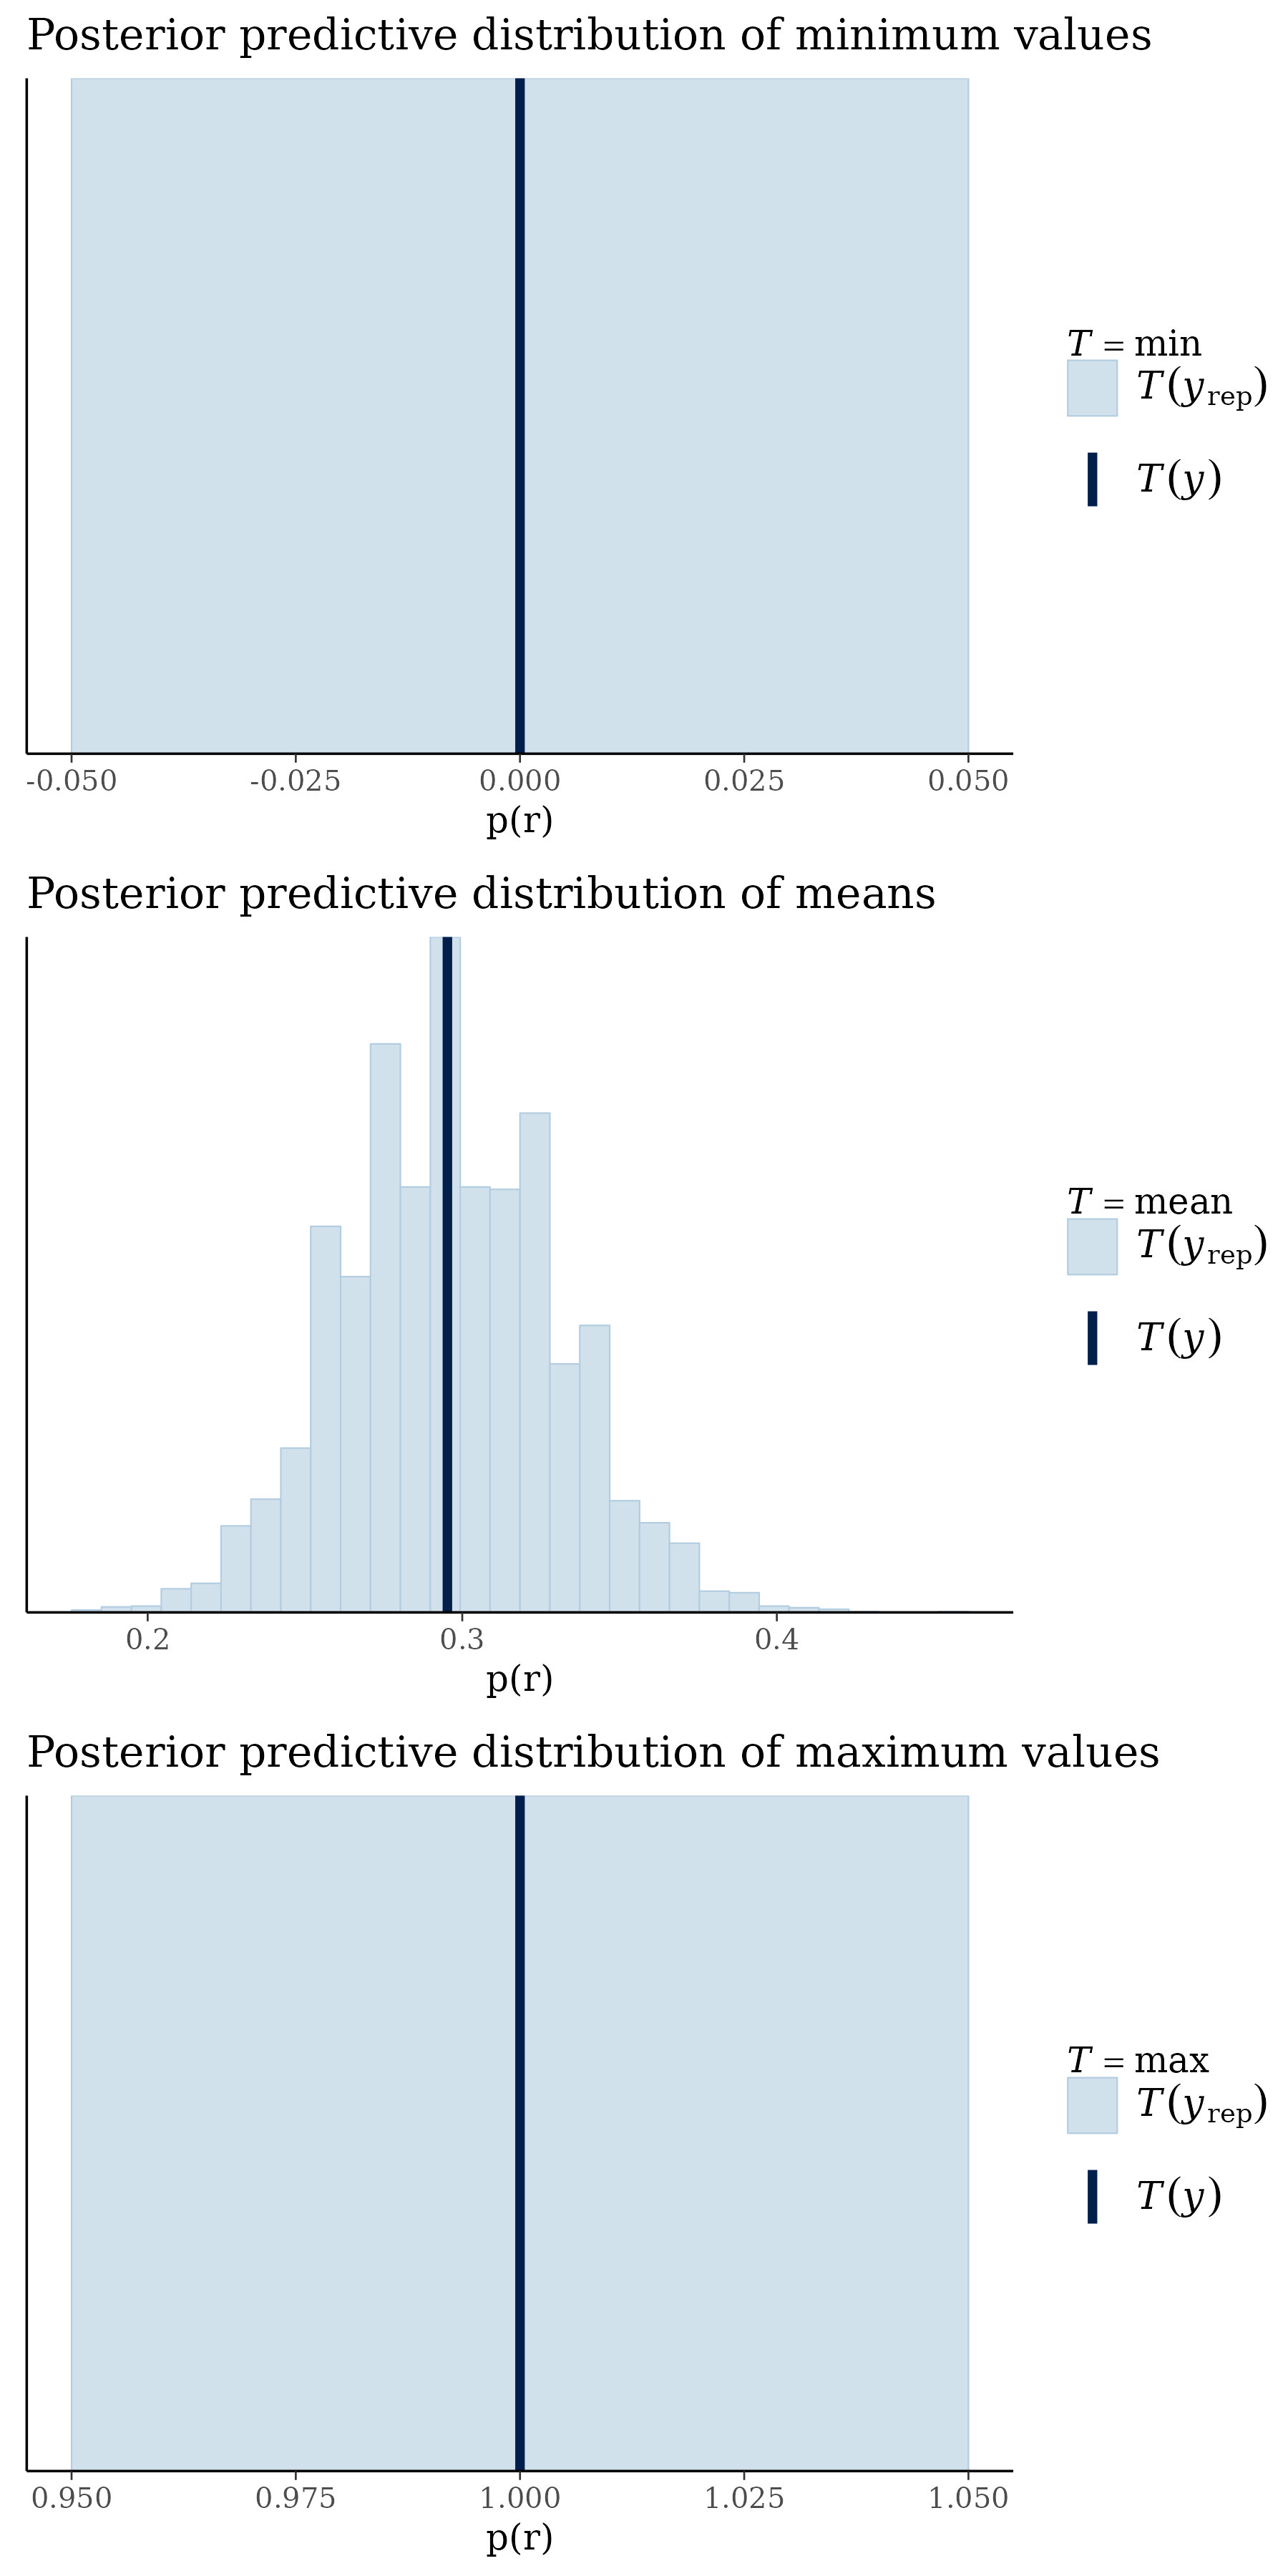 Posterior predictive distribution of minimum values
T = min
T(yrep)
T(y)
-0.050 -0.025 0.000 0.025 0.050
p(r)
Posterior predictive distribution of means
T = mean
T(yrep)
T(y)
0.2 0.3 0.4
p(r)
Posterior predictive distribution of maximum values
T = max
T(yrep)
T(y)
0.950 0.975 1.000 1.025 1.050
p(r)